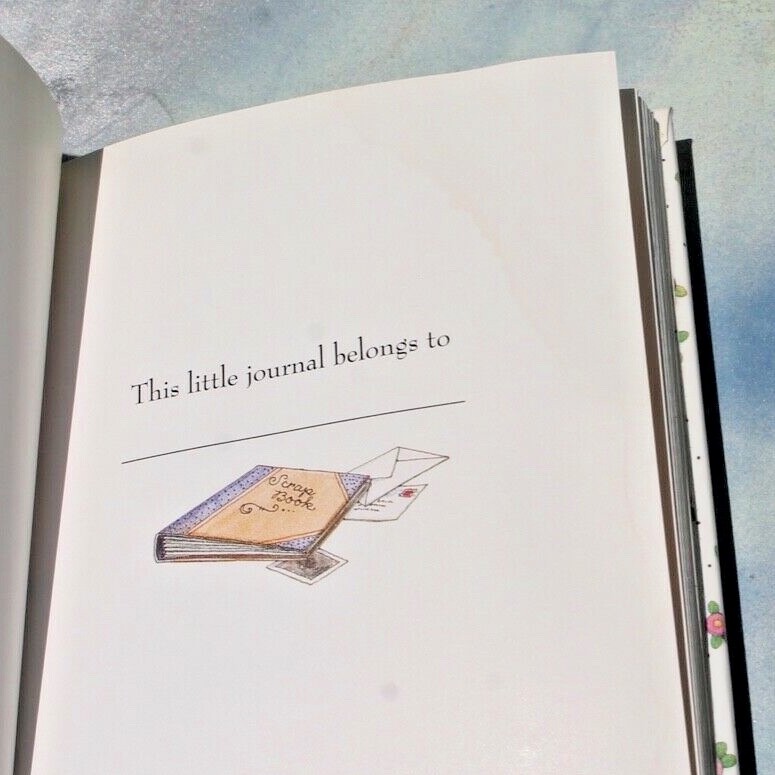 This little journal belongs to
Scrap
Book